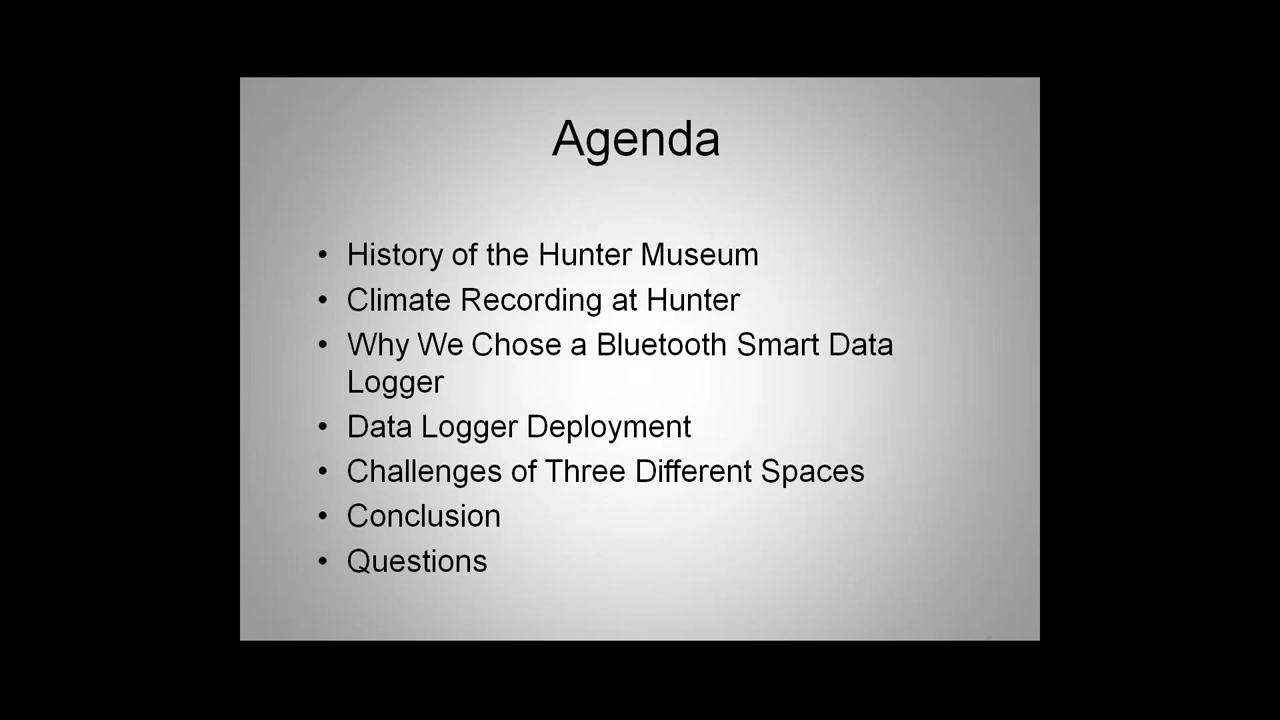 Agenda
• History of the Hunter Museum
• Climate Recording at Hunter
• Why We Chose a Bluetooth Smart Data
Logger
• Data Logger Deployment
• Challenges of Three Different Spaces
• Conclusion
• Questions